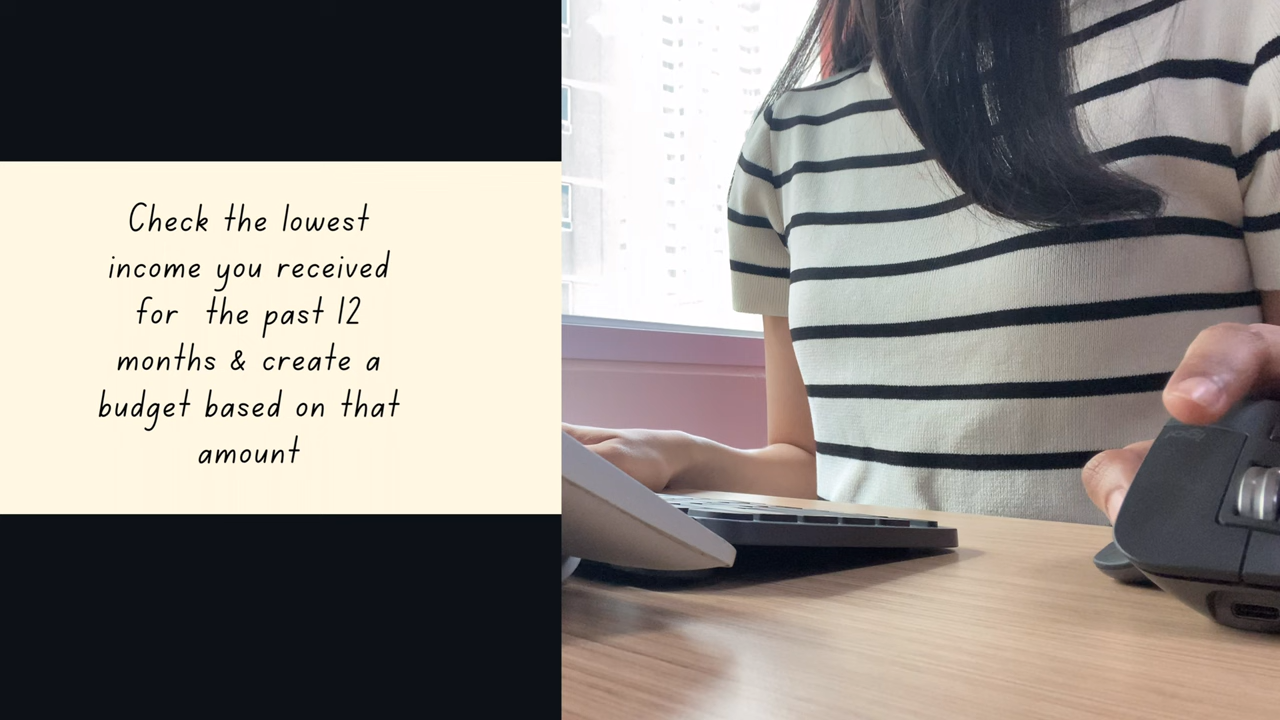 Check the lowest
income you received
for the past 12
months & create a
budget based on that
amount